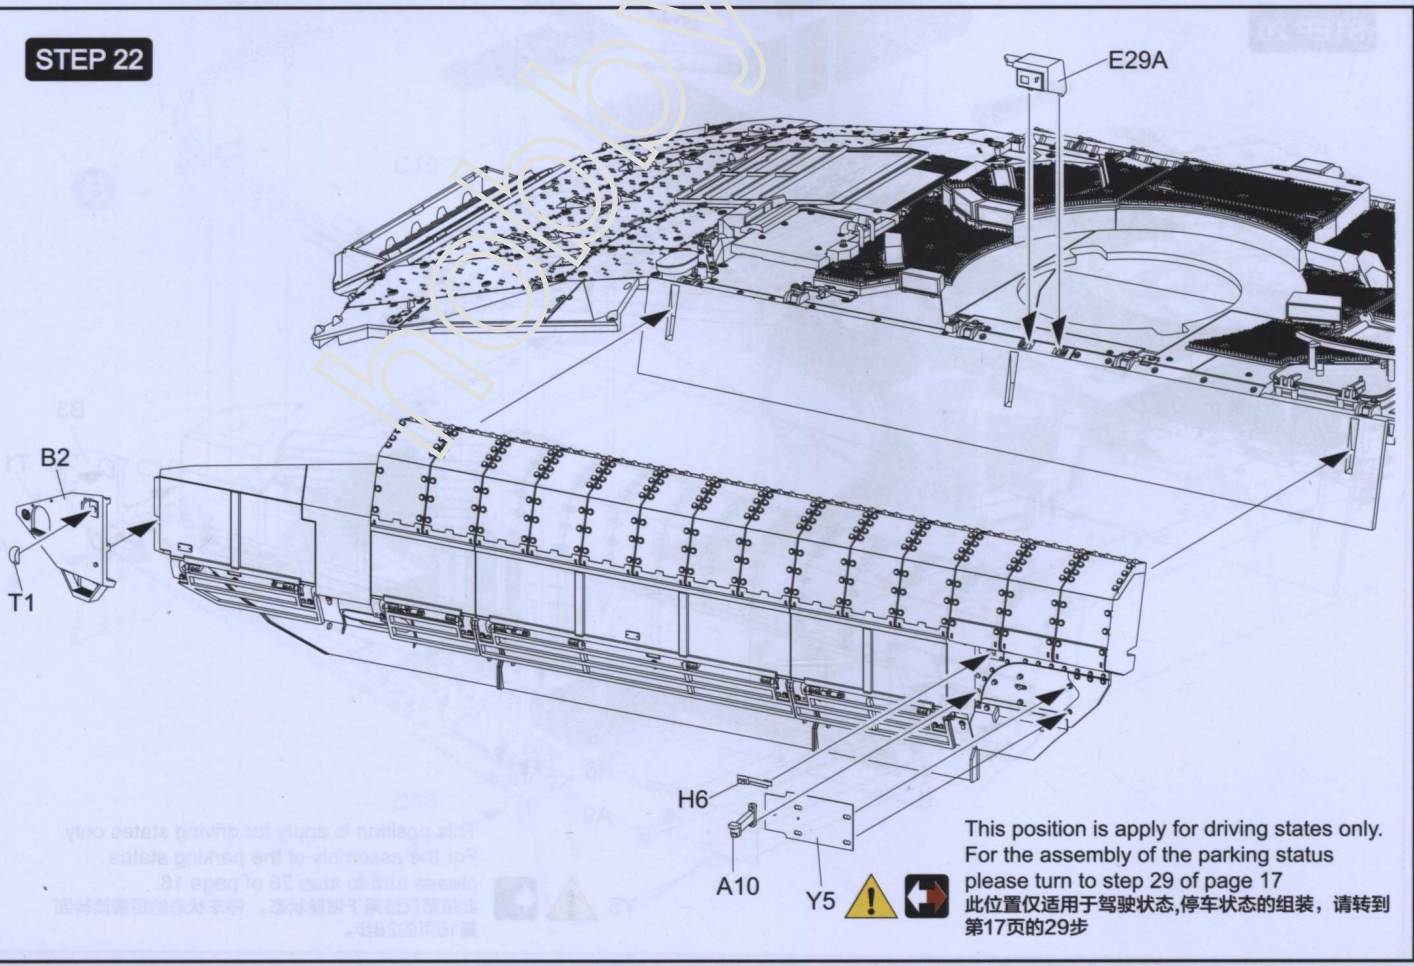 STEP 22
E29A
B2
T1
H6
A10
Y5
This position is apply for driving states only.
For the assembly of the parking status
please turn to step 29 of page 17
此位置仅适用于驾驶状态,停车状态的组装，请转到
第17页的29步
hobby